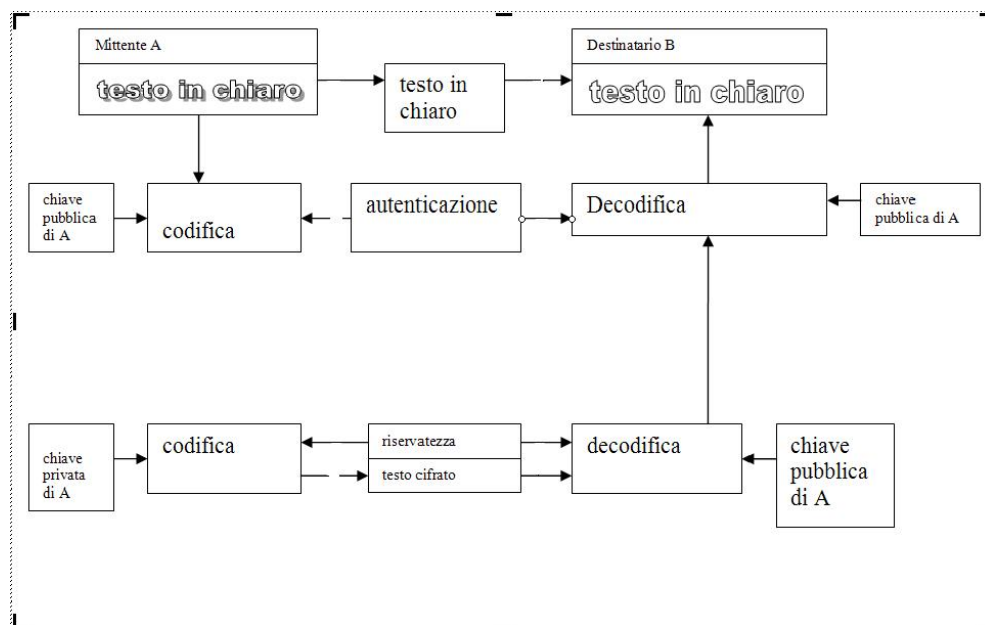 Mittente A
testo in chiaro
testo in
chiaro
Destinatario B
testo in chiaro
chiave
pubblica
di A
codifica
autenticazione
Decodifica
chiave
pubblica di A
chiave
privata
di A
codifica
riservatezza
testo cifrato
decodifica
chiave
pubblica
di A